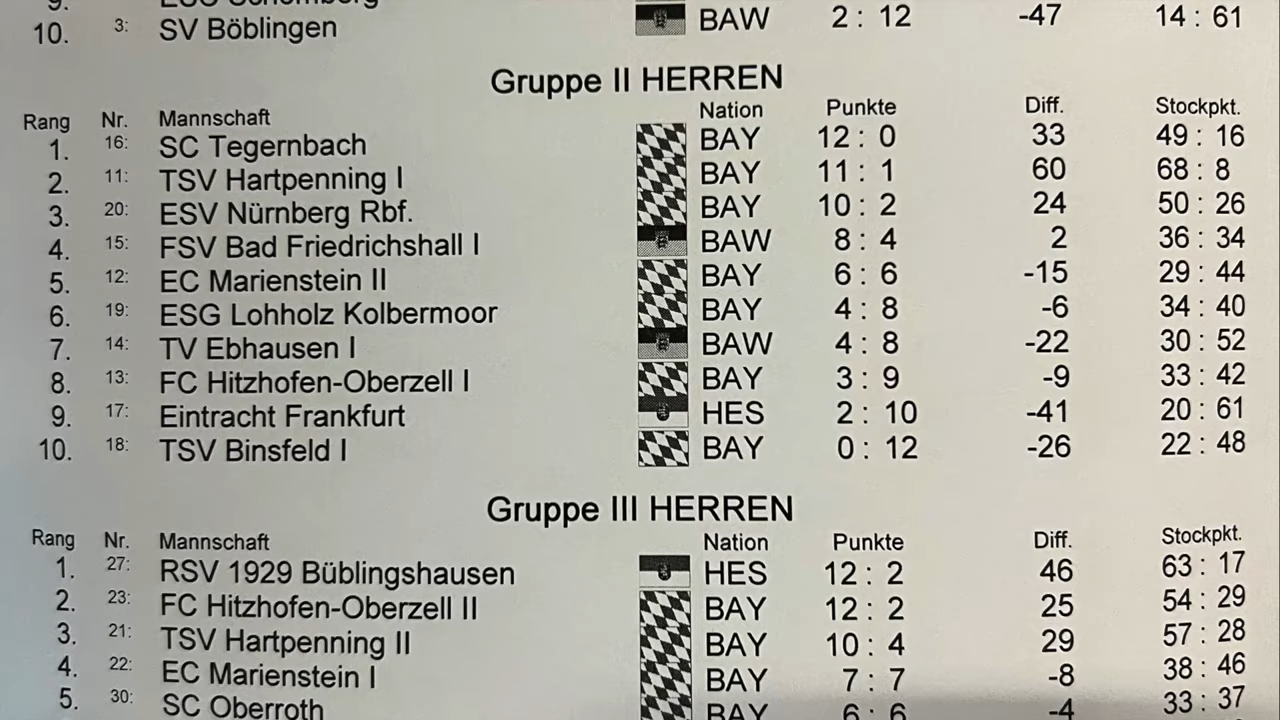 9. ESG Schömberg
10. 3: SV Böblingen BAW 2 : 12 -47 14 : 61
Gruppe II HERREN
Rang Nr. Mannschaft Nation Punkte Diff. Stockpkt.
1. 16: SC Tegernbach BAY 12 : 0 33 49 : 16
2. 11: TSV Hartpenning I BAY 11 : 1 60 68 : 8
3. 20: ESV Nürnberg Rbf. BAY 10 : 2 24 50 : 26
4. 15: FSV Bad Friedrichshall I BAW 8 : 4 2 36 : 34
5. 12: EC Marienstein II BAY 6 : 6 -15 29 : 44
6. 19: ESG Lohholz Kolbermoor BAY 4 : 8 -6 34 : 40
7. 14: TV Ebhausen I BAW 4 : 8 -22 30 : 52
8. 13: FC Hitzhofen-Oberzell I BAY 3 : 9 -9 33 : 42
9. 17: Eintracht Frankfurt HES 2 : 10 -41 20 : 61
10. 18: TSV Binsfeld I BAY 0 : 12 -26 22 : 48
Gruppe III HERREN
Rang Nr. Mannschaft Nation Punkte Diff. Stockpkt.
1. 27: RSV 1929 Büblingshausen HES 12 : 2 46 63 : 17
2. 23: FC Hitzhofen-Oberzell II BAY 12 : 2 25 54 : 29
3. 21: TSV Hartpenning II BAY 10 : 4 29 57 : 28
4. 22: EC Marienstein I BAY 7 : 7 -8 38 : 46
5. 30: SC Oberroth BAY 6 : 6 -4 33 : 37